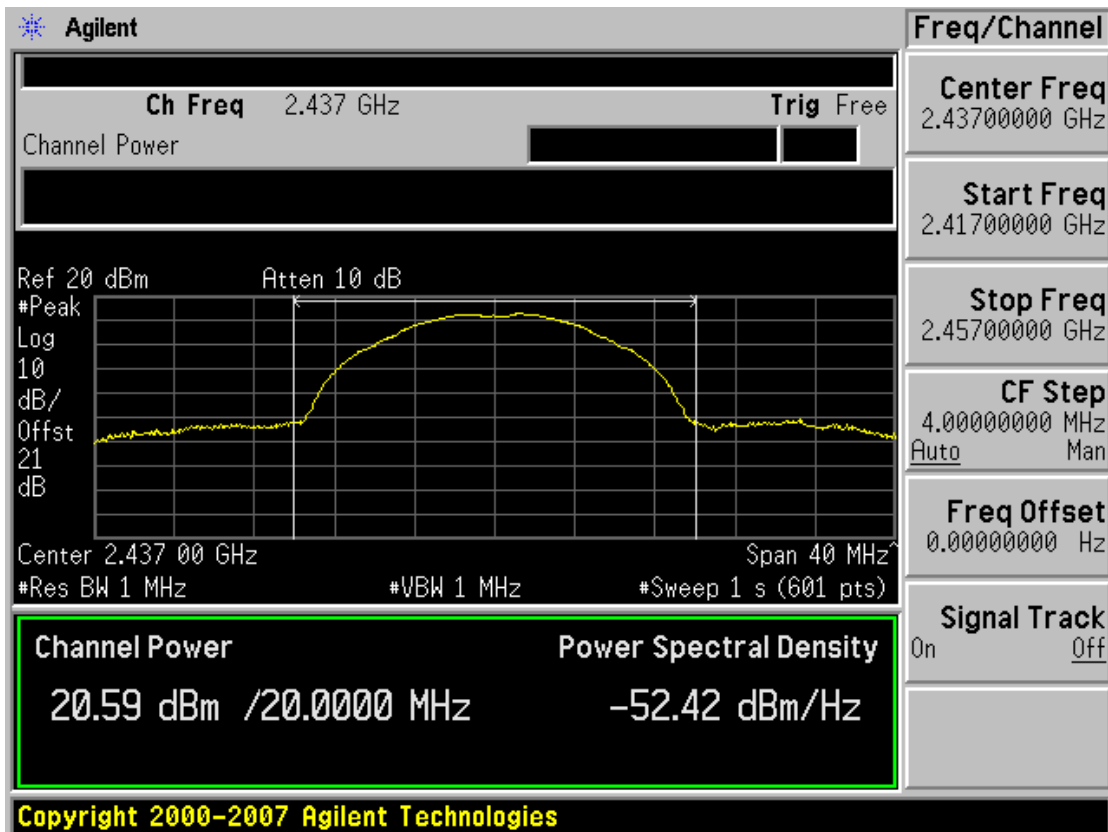 Agilent
Freq/Channel
Ch Freq 2.437 GHz Trig Free
Channel Power
Center Freq
2.43700000 GHz
Start Freq
2.41700000 GHz
Stop Freq
2.45700000 GHz
CF Step
4.00000000 MHz
Auto Man
Freq Offset
0.00000000 Hz
Signal Track
On Off
Ref 20 dBm Atten 10 dB
#Peak
Log
10
dB/
Offst
21
dB
Center 2.437 00 GHz Span 40 MHz^
#Res BW 1 MHz #VBW 1 MHz #Sweep 1 s (601 pts)
Channel Power Power Spectral Density
20.59 dBm /20.0000 MHz -52.42 dBm/Hz
Copyright 2000-2007 Agilent Technologies